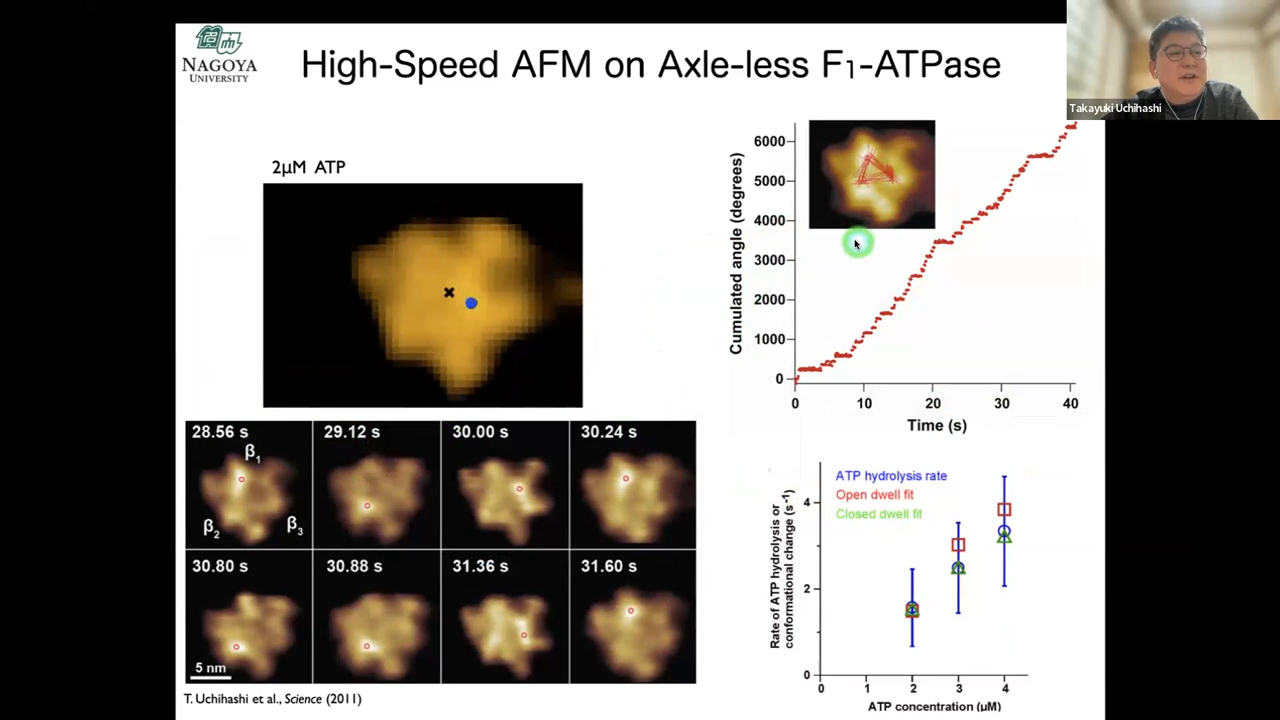 NAGOYA
UNIVERSITY
High-Speed AFM on Axle-less F1-ATPase
Takayuki Uchihashi
2μM ATP
28.56 s
β1
β2
β3
29.12 s
30.00 s
30.24 s
30.80 s
5 nm
30.88 s
31.36 s
31.60 s
T. Uchihashi et al., Science (2011)
Cumulated angle (degrees)
6000
5000
4000
3000
2000
1000
0
0 10 20 30 40
Time (s)
Rate of ATP hydrolysis or
conformational change (s-1)
ATP hydrolysis rate
Open dwell fit
Closed dwell fit
4
2
0
0 1 2 3 4
ATP concentration (μM)